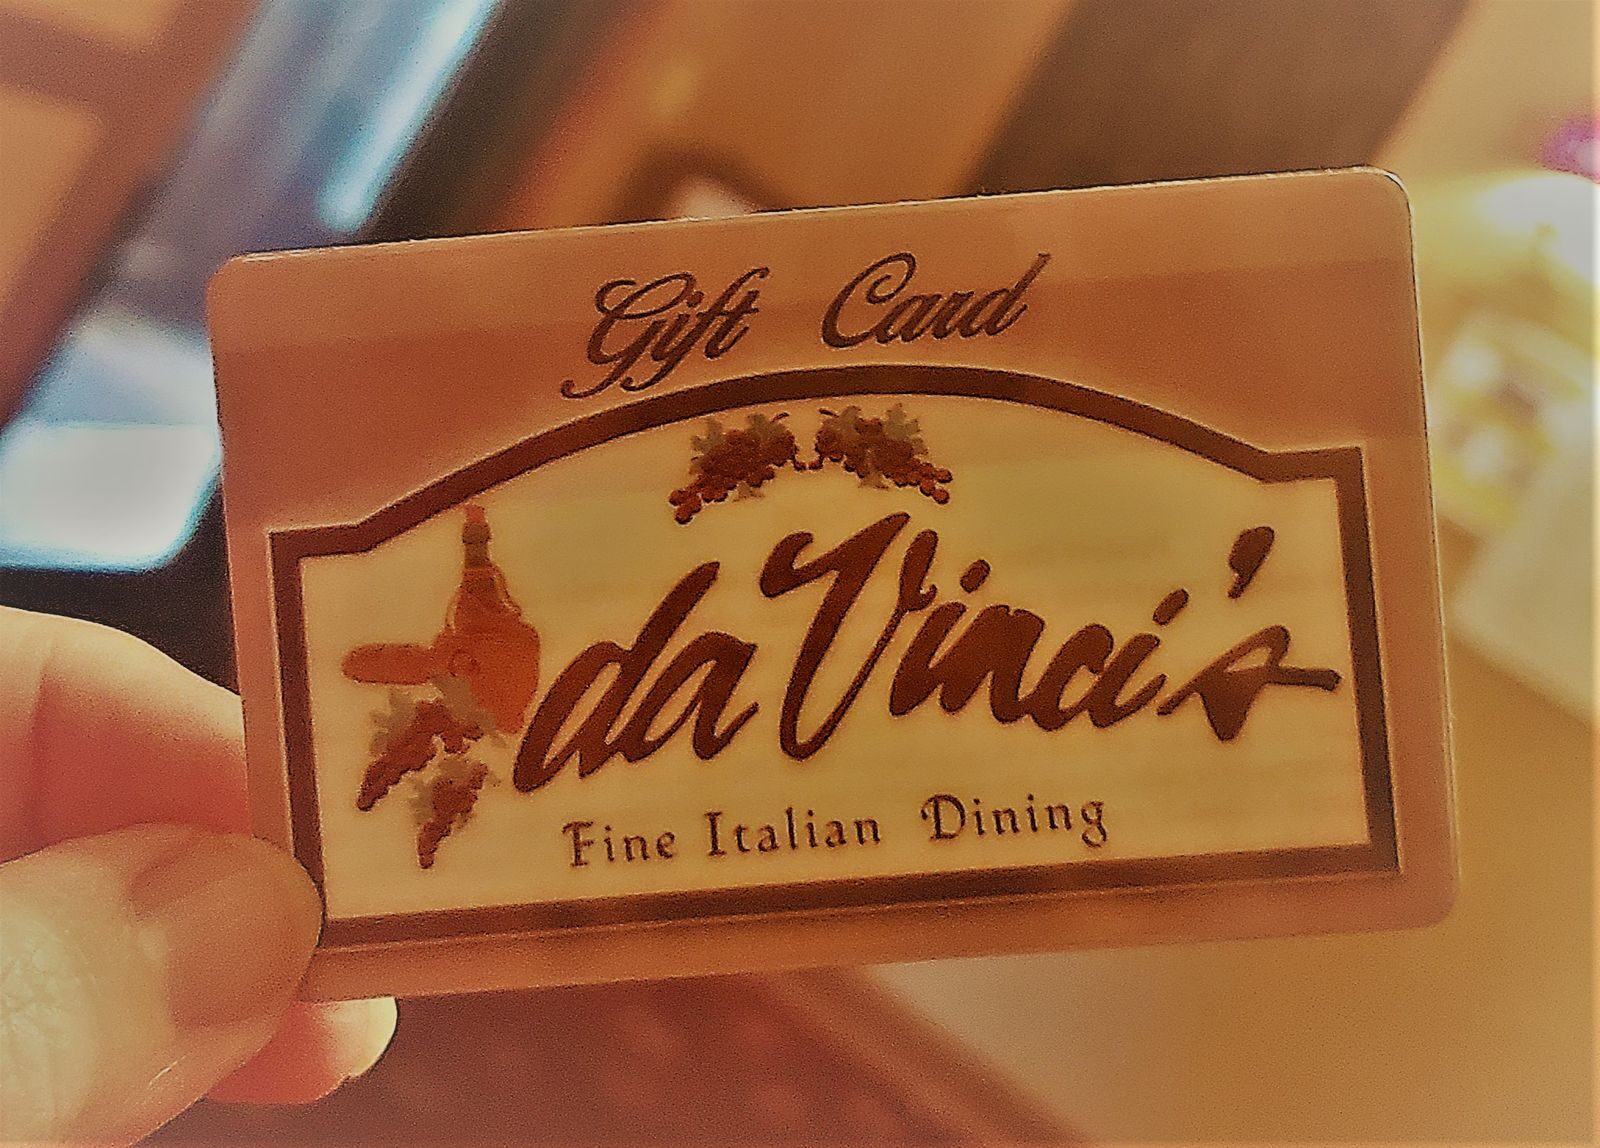 Gift Card
da Vinci's
Fine Italian Dining